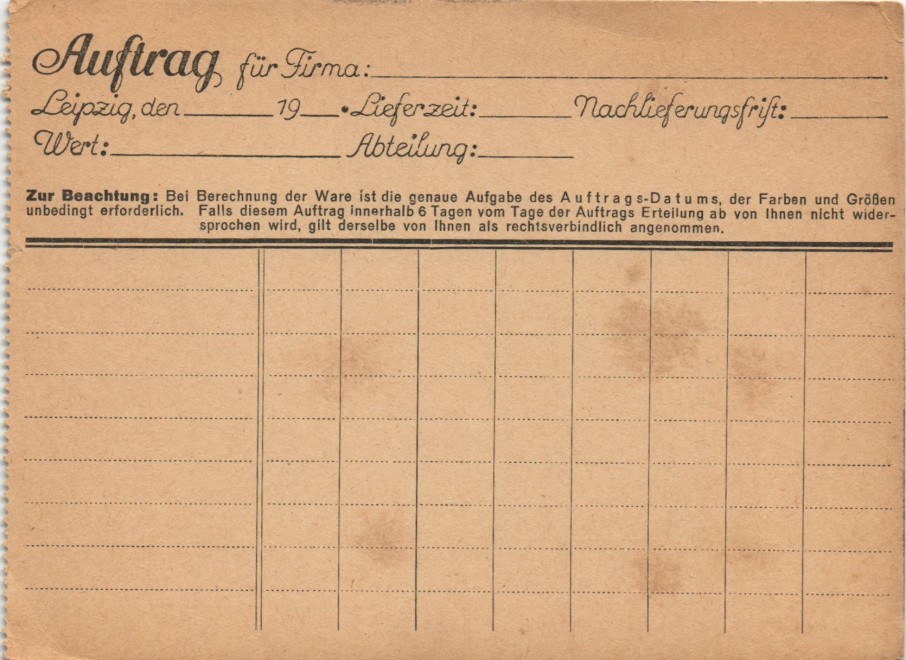 Auftrag für Firma:
Leipzig, den 19 . Lieferzeit: Nachlieferungsfrist:
Wert: Abteilung:
Zur Beachtung: Bei Berechnung der Ware ist die genaue Aufgabe des Auftrags-Datums, der Farben und Größen
unbedingt erforderlich. Falls diesem Auftrag innerhalb 6 Tagen vom Tage der Auftrags Erteilung ab von Ihnen nicht wider-
sprochen wird, gilt derselbe von Ihnen als rechtsverbindlich angenommen.